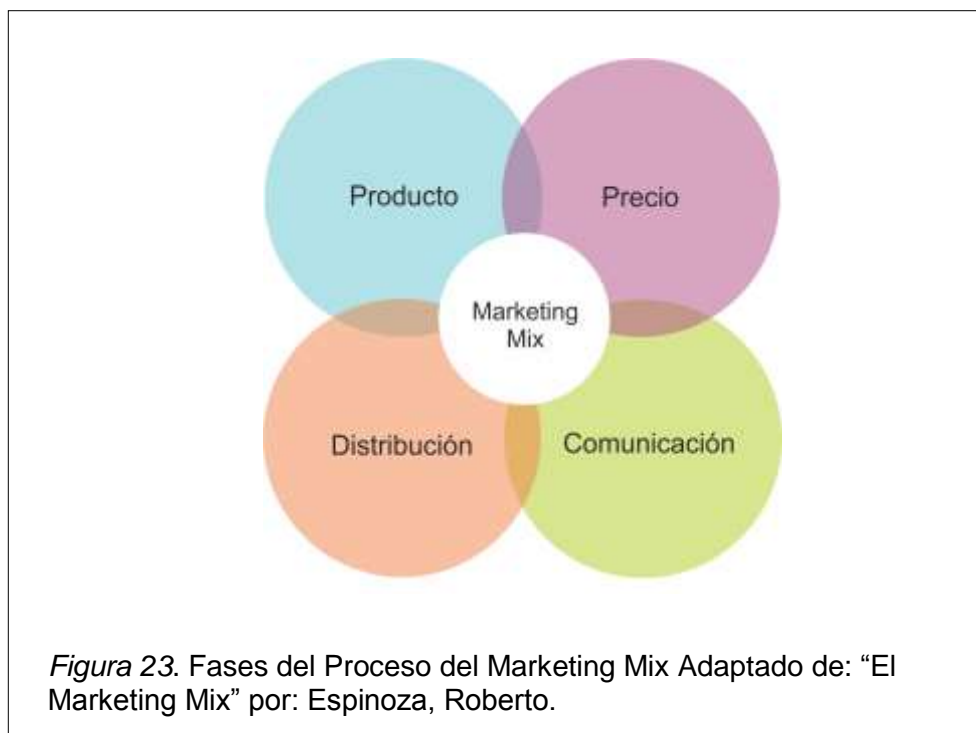 Producto
Precio
Marketing
Mix
Distribución
Comunicación
Figura 23. Fases del Proceso del Marketing Mix Adaptado de: “El
Marketing Mix” por: Espinoza, Roberto.